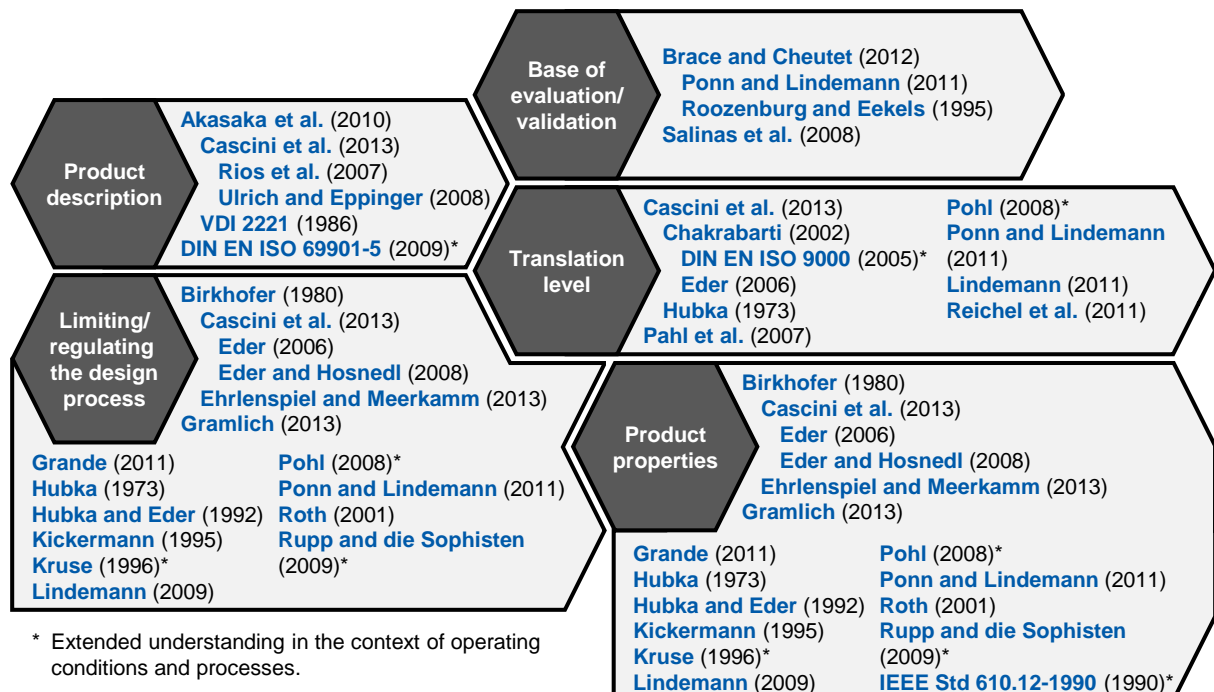 Base of
evaluation/
validation
Brace and Cheutet (2012)
Ponn and Lindemann (2011)
Roozenburg and Eekels (1995)
Salinas et al. (2008)
Product
description
Akasaka et al. (2010)
Cascini et al. (2013)
Rios et al. (2007)
Ulrich and Eppinger (2008)
VDI 2221 (1986)
DIN EN ISO 69901-5 (2009)*
Translation
level
Cascini et al. (2013)
Chakrabarti (2002)
DIN EN ISO 9000 (2005)*
Eder (2006)
Hubka (1973)
Pahl et al. (2007)
Pohl (2008)*
Ponn and Lindemann
(2011)
Lindemann (2011)
Reichel et al. (2011)
Limiting/
regulating
the design
process
Birkhofer (1980)
Cascini et al. (2013)
Eder (2006)
Eder and Hosnedl (2008)
Ehrlenspiel and Meerkamm (2013)
Gramlich (2013)
Grande (2011)
Hubka (1973)
Hubka and Eder (1992)
Kickermann (1995)
Kruse (1996)*
Lindemann (2009)
Pohl (2008)*
Ponn and Lindemann (2011)
Roth (2001)
Rupp and die Sophisten
(2009)*
Product
properties
Birkhofer (1980)
Cascini et al. (2013)
Eder (2006)
Eder and Hosnedl (2008)
Ehrlenspiel and Meerkamm (2013)
Gramlich (2013)
Grande (2011)
Hubka (1973)
Hubka and Eder (1992)
Kickermann (1995)
Kruse (1996)*
Lindemann (2009)
Pohl (2008)*
Ponn and Lindemann (2011)
Roth (2001)
Rupp and die Sophisten
(2009)*
IEEE Std 610.12-1990 (1990)*
* Extended understanding in the context of operating
conditions and processes.